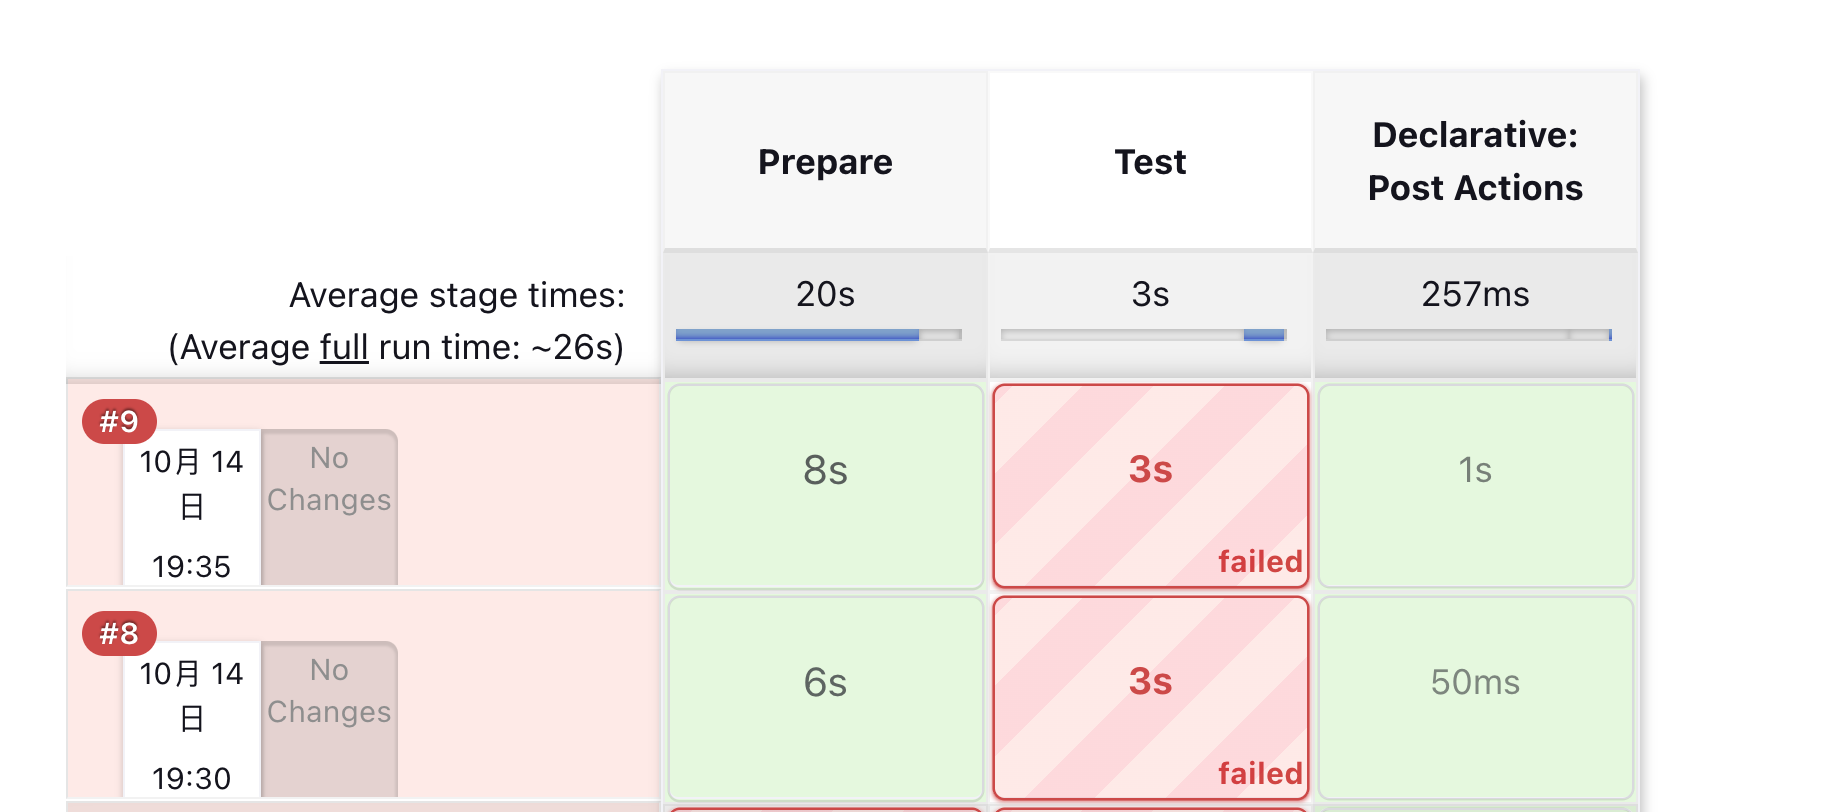 Prepare
Test
Declarative:
Post Actions
Average stage times:
(Average full run time: ~26s)
20s
3s
257ms
#9
10月 14
日
19:35
No
Changes
8s
3s
failed
1s
#8
10月 14
日
19:30
No
Changes
6s
3s
failed
50ms